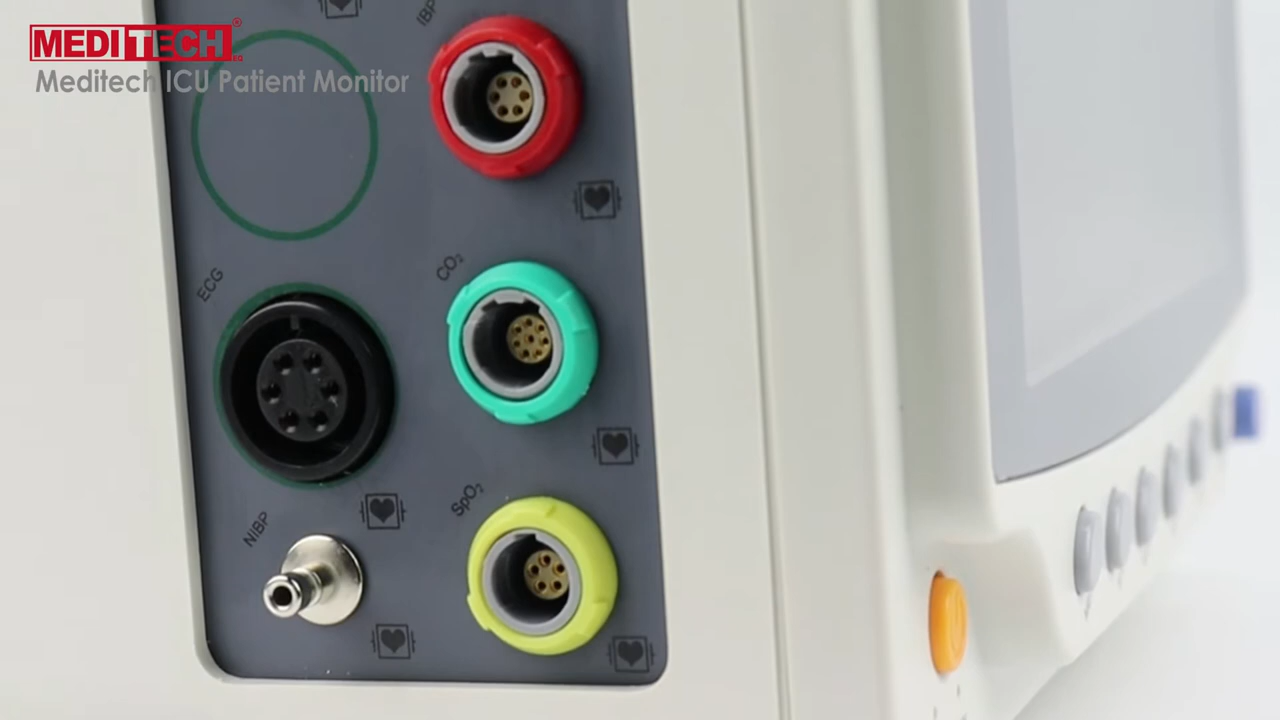 MEDITECH®
Meditech ICU Patient Monitor
IBP
CO₂
ECG
SpO₂
NIBP